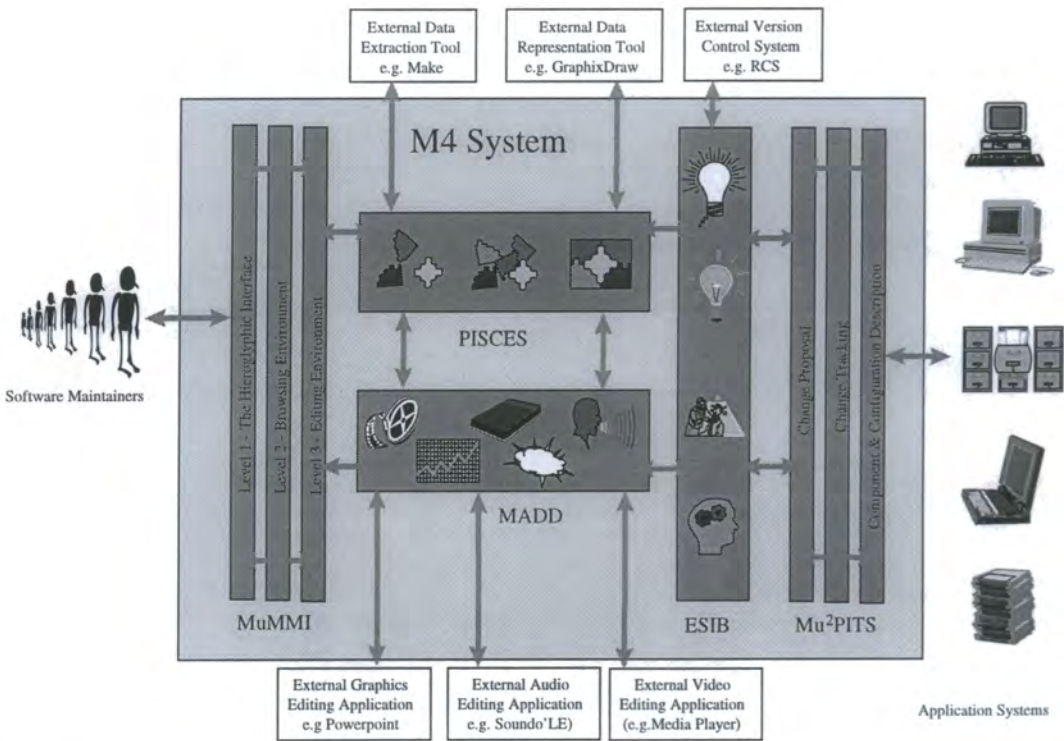 External Data
Extraction Tool
e.g. Make
External Data
Representation Tool
e.g. GraphixDraw
External Version
Control System
e.g. RCS
M4 System
Level 1 - The Hieroglyphic Interface
Level 2 - Browsing Environment
Level 3 - Editing Environment
PISCES
MADD
Change Proposal
Change Tracking
Component & Configuration Description
Software Maintainers
MuMMI
ESIB
Mu²PITS
External Graphics
Editing Application
e.g Powerpoint
External Audio
Editing Application
e.g. Soundo'LE)
External Video
Editing Application
(e.g.Media Player)
Application Systems